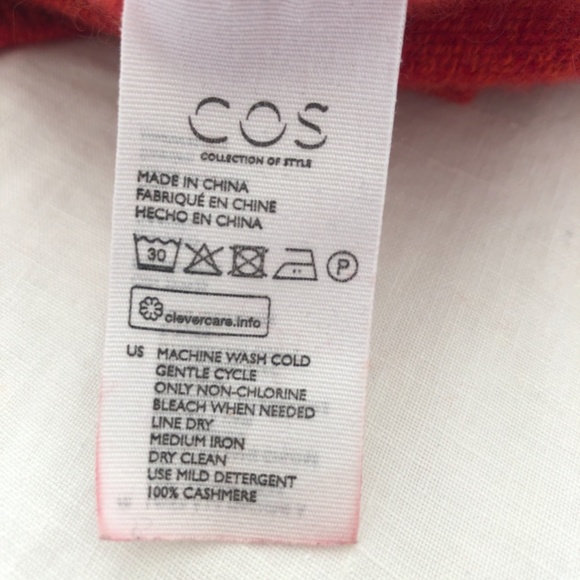 COS
COLLECTION OF STYLE
MADE IN CHINA
FABRIQUÉ EN CHINE
HECHO EN CHINA
30 P
clevercare.info
US MACHINE WASH COLD
GENTLE CYCLE
ONLY NON-CHLORINE
BLEACH WHEN NEEDED
LINE DRY
MEDIUM IRON
DRY CLEAN
USE MILD DETERGENT
100% CASHMERE